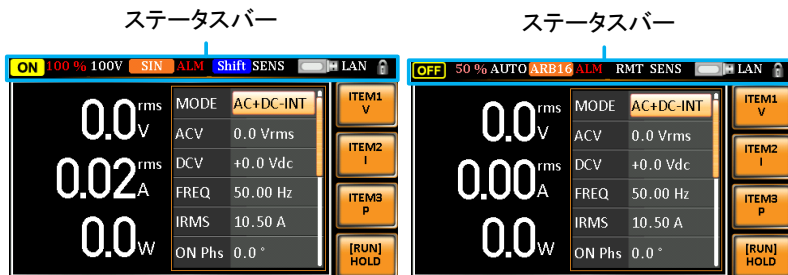 ステータスバー
ON 100 % 100V SIN ALM Shift SENS LAN
0.0 rms V
0.02 rms A
0.0 W
MODE AC+DC-INT
ACV 0.0 Vrms
DCV +0.0 Vdc
FREQ 50.00 Hz
IRMS 10.50 A
ON Phs 0.0 °
ITEM1
V
ITEM2
I
ITEM3
P
[RUN]
HOLD
ステータスバー
OFF 50 % AUTO ARB16 ALM RMT SENS LAN
0.0 rms V
0.00 rms A
0.0 W
MODE AC+DC-INT
ACV 0.0 Vrms
DCV +0.0 Vdc
FREQ 50.00 Hz
IRMS 10.50 A
ON Phs 0.0 °
ITEM1
V
ITEM2
I
ITEM3
P
[RUN]
HOLD